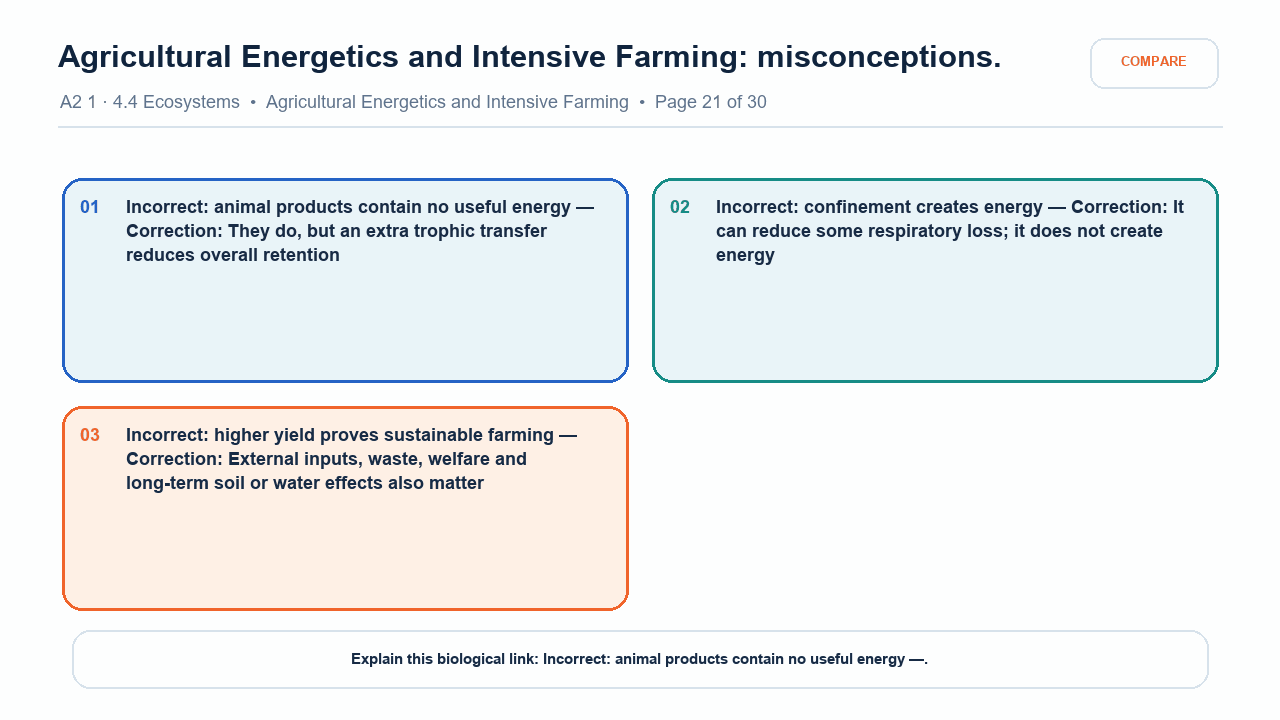 Agricultural Energetics and Intensive Farming: misconceptions.
COMPARE
A2 1 · 4.4 Ecosystems • Agricultural Energetics and Intensive Farming • Page 21 of 30
01 Incorrect: animal products contain no useful energy —
Correction: They do, but an extra trophic transfer
reduces overall retention
02 Incorrect: confinement creates energy — Correction: It
can reduce some respiratory loss; it does not create
energy
03 Incorrect: higher yield proves sustainable farming —
Correction: External inputs, waste, welfare and
long-term soil or water effects also matter
Explain this biological link: Incorrect: animal products contain no useful energy —.